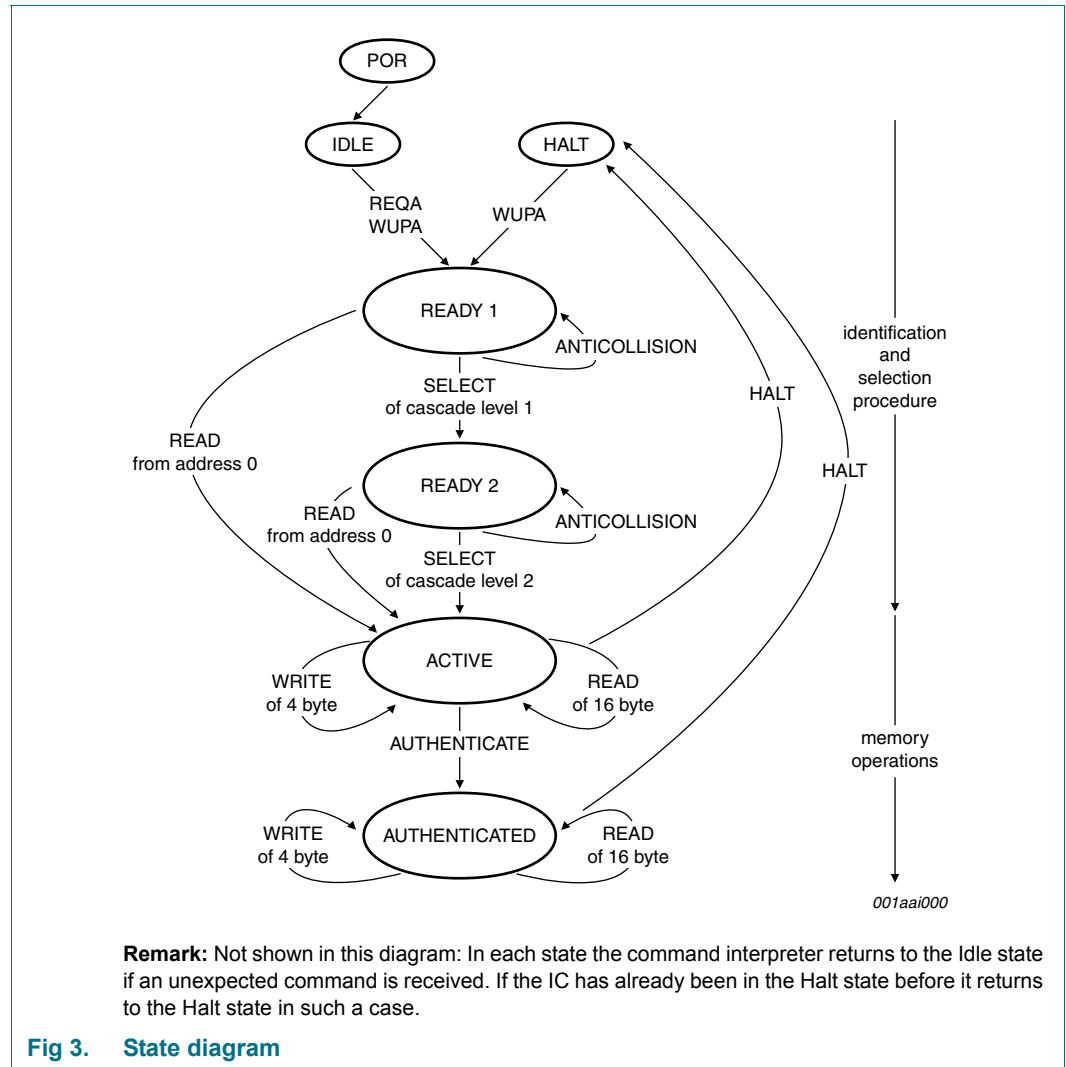 POR
IDLE
HALT
REQA
WUPA
WUPA
READY 1
ANTICOLLISION
identification
and
selection
procedure
SELECT
of cascade level 1
HALT
READ
from address 0
HALT
READY 2
READ
from address 0
ANTICOLLISION
SELECT
of cascade level 2
ACTIVE
WRITE
of 4 byte
READ
of 16 byte
AUTHENTICATE
memory
operations
WRITE
of 4 byte
AUTHENTICATED
READ
of 16 byte
001aai000
Remark: Not shown in this diagram: In each state the command interpreter returns to the Idle state
if an unexpected command is received. If the IC has already been in the Halt state before it returns
to the Halt state in such a case.
Fig 3. State diagram